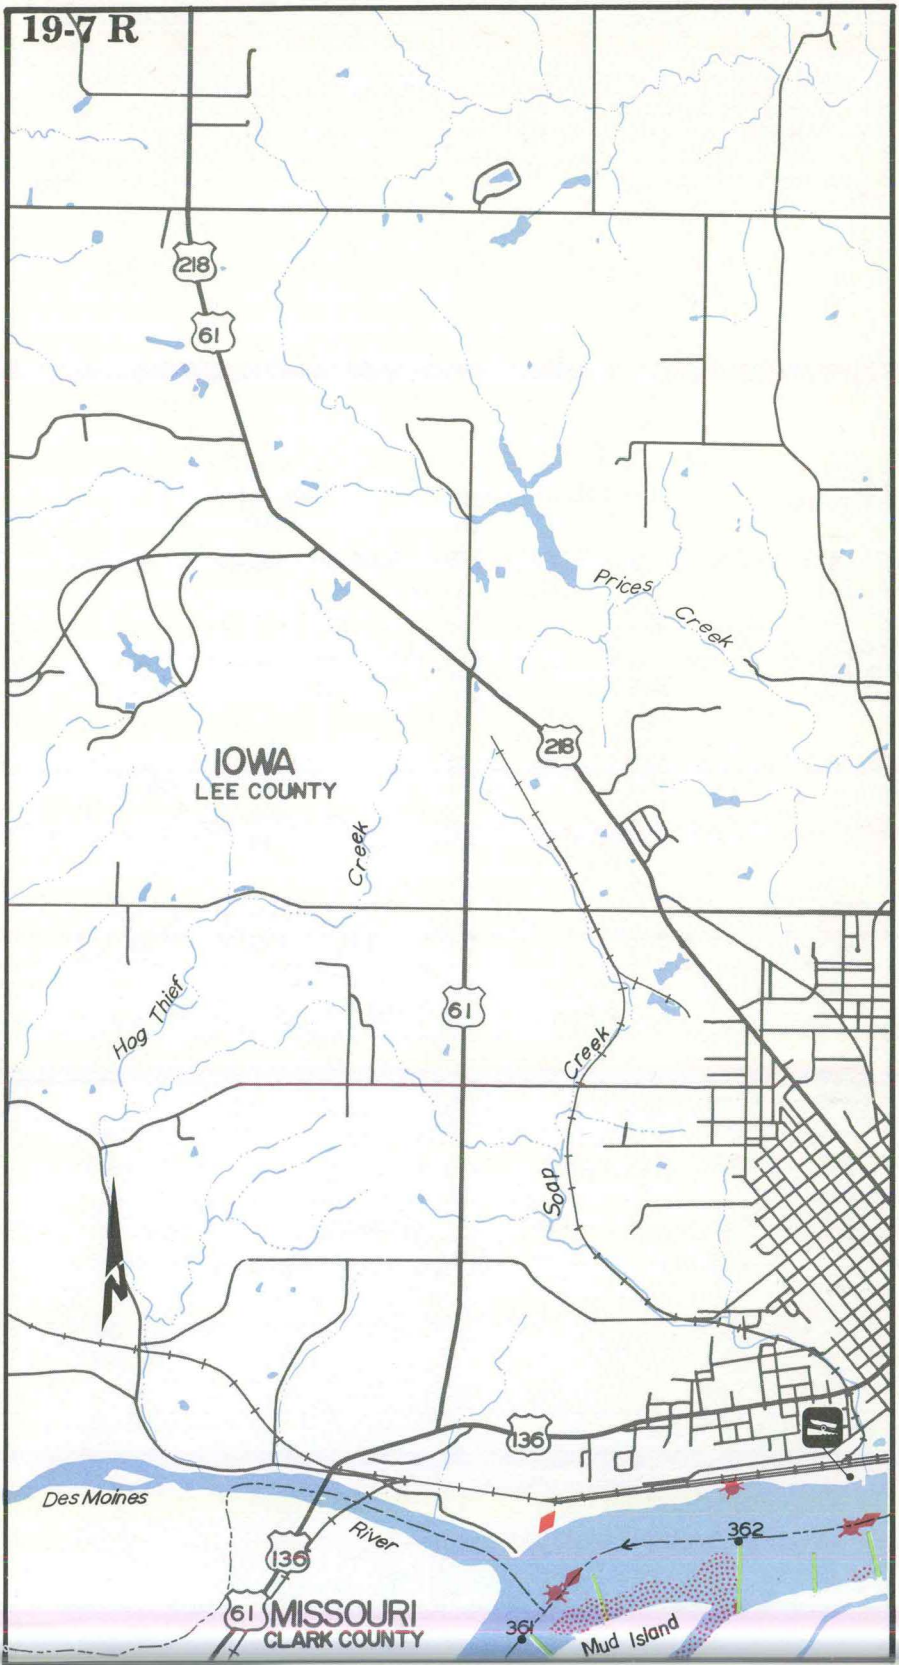 19-7 R
218
61
Prices
Creek
218
IOWA
LEE COUNTY
Creek
Hog Thief
61
Creek
Soap
136
Des Moines
River
362
136
61
MISSOURI
CLARK COUNTY
361
Mud Island
N